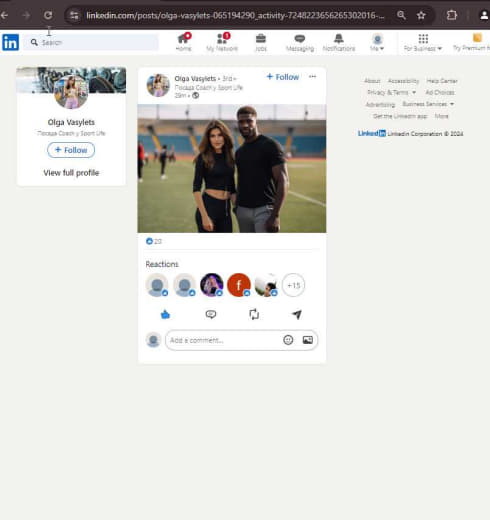 linkedin.com/posts/olga-vasylets-065194290_activity-7248223656265302016-...
in
Search
Home
My Network
1
Jobs
Messaging
Notifications
Me
For Business
Try Premium f
Olga Vasylets
Посада Coach у Sport Life
+ Follow
View full profile
Olga Vasylets • 3rd+
Посада Coach у Sport Life
+ Follow
...
20
Reactions
f
+15
Add a comment...
About Accessibility Help Center
Privacy & Terms Ad Choices
Advertising Business Services
Get the LinkedIn app More
LinkedIn LinkedIn Corporation © 2024